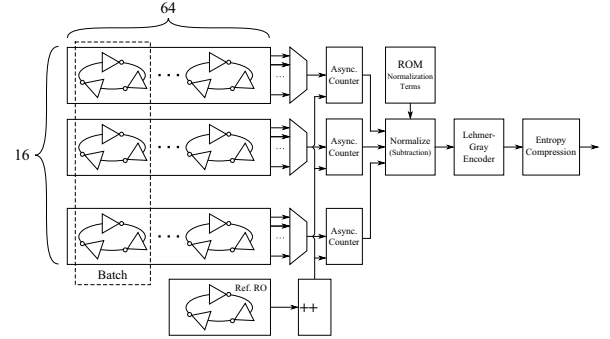 64
16
Batch
...
...
...
Async.
Counter
Async.
Counter
Async.
Counter
ROM
Normalization
Terms
Normalize
(Subtraction)
Lehmer-
Gray
Encoder
Entropy
Compression
Ref. RO
++